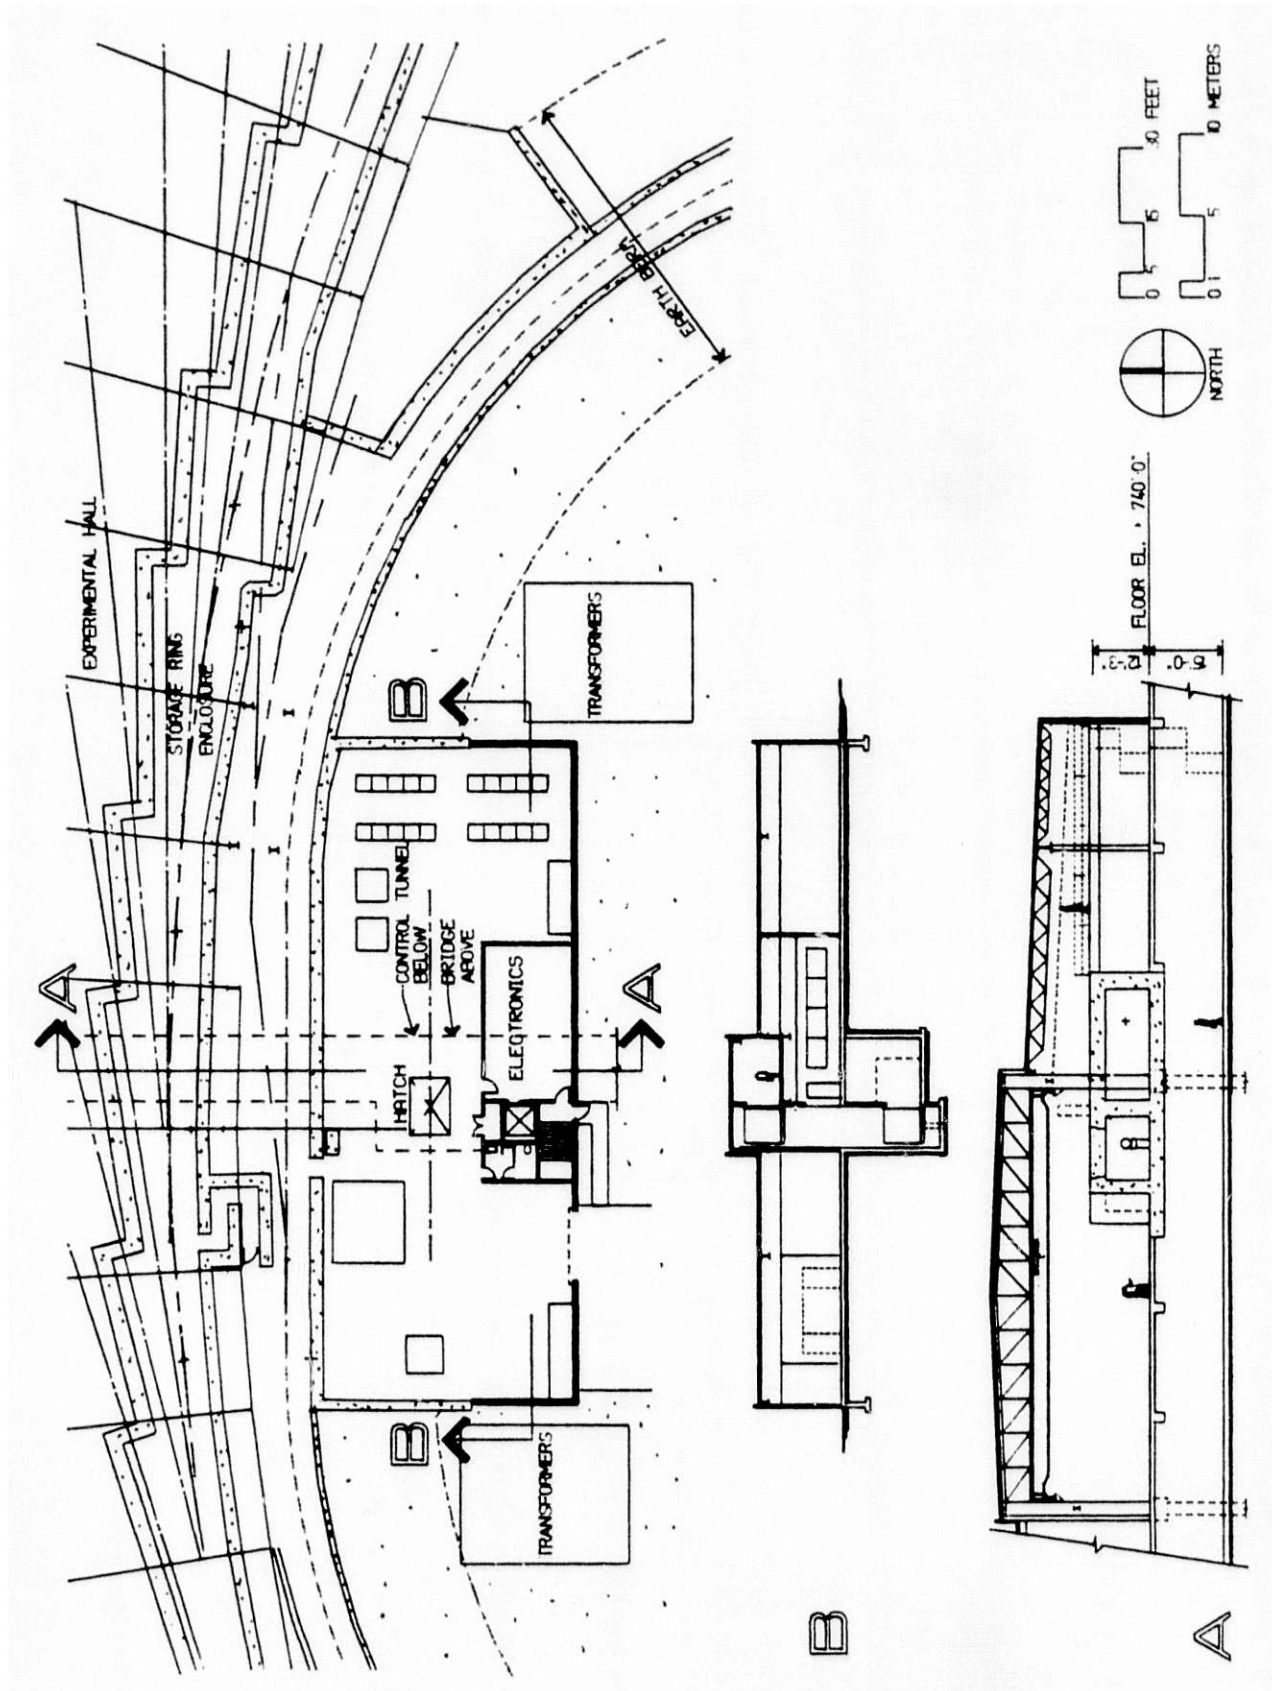 EXPERIMENTAL HALL
STORAGE RING
ENCLOSURE
EARTH BERM
A
B
TRANSFORMERS
CONTROL TUNNEL
BELOW
BRIDGE
ABOVE
HATCH
ELECTRONICS
A
B
TRANSFORMERS
0 5 15 30 FEET
0 1 5 10 METERS
NORTH
FLOOR EL. + 740'-0"
12'-3"
15'-0"
B
A